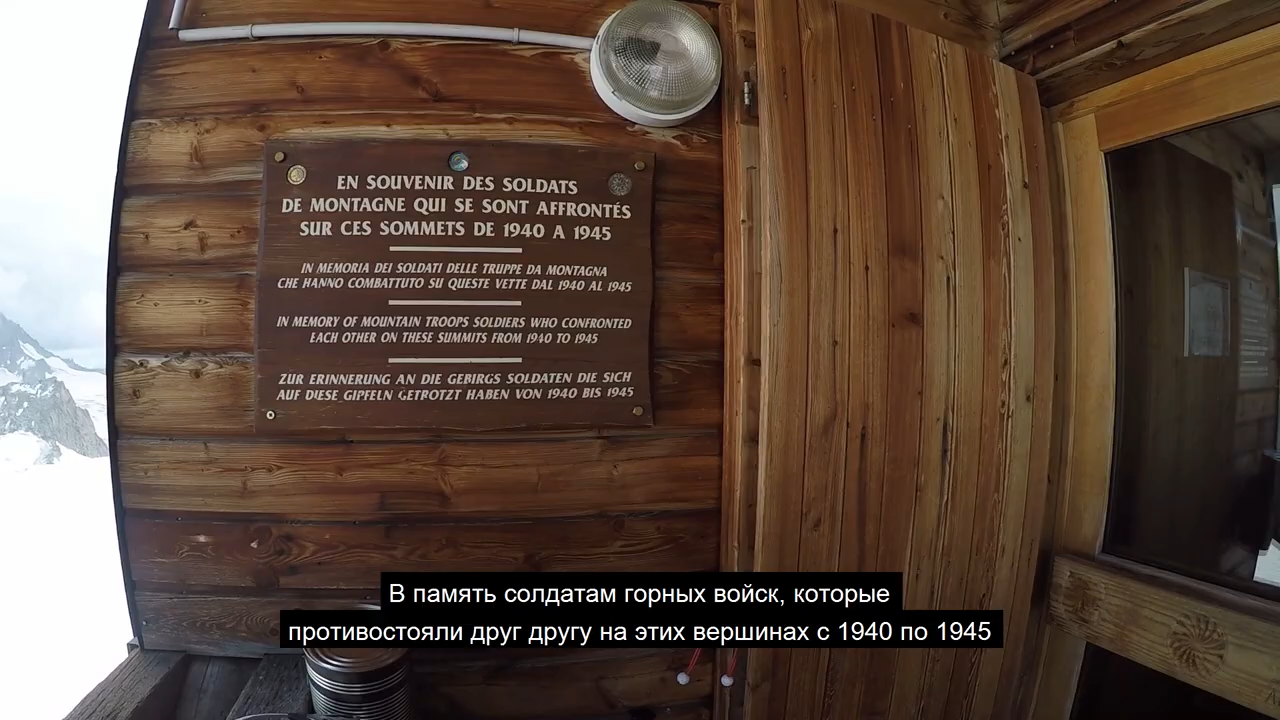 EN SOUVENIR DES SOLDATS
DE MONTAGNE QUI SE SONT AFFRONTÉS
SUR CES SOMMETS DE 1940 A 1945
IN MEMORIA DEI SOLDATI DELLE TRUPPE DA MONTAGNA
CHE HANNO COMBATTUTO SU QUESTE VETTE DAL 1940 AL 1945
IN MEMORY OF MOUNTAIN TROOPS SOLDIERS WHO CONFRONTED
EACH OTHER ON THESE SUMMITS FROM 1940 TO 1945
ZUR ERINNERUNG AN DIE GEBIRGS SOLDATEN DIE SICH
AUF DIESE GIPFELN GETROTZT HABEN VON 1940 BIS 1945
В память солдатам горных войск, которые
противостояли друг другу на этих вершинах с 1940 по 1945